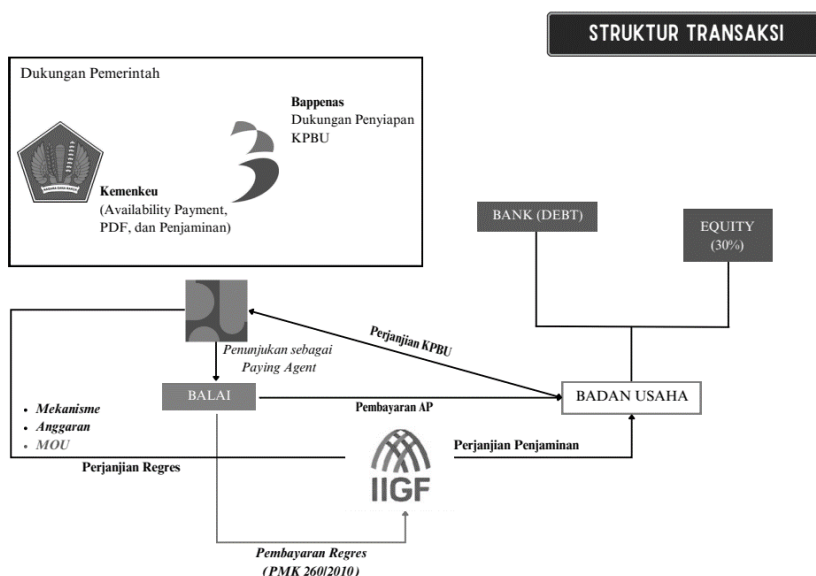 STRUKTUR TRANSAKSI
Dukungan Pemerintah
Bappenas
Dukungan Penyiapan
KPBU
Kemenkeu
(Availability Payment,
PDF, dan Penjaminan)
BANK (DEBT)
EQUITY
(30%)
Perjanjian KPBU
Penunjukan sebagai
Paying Agent
BALAI
BADAN USAHA
Pembayaran AP
• Mekanisme
• Anggaran
• MOU
Perjanjian Regres
Perjanjian Penjaminan
IIGF
Pembayaran Regres
(PMK 260|2010)